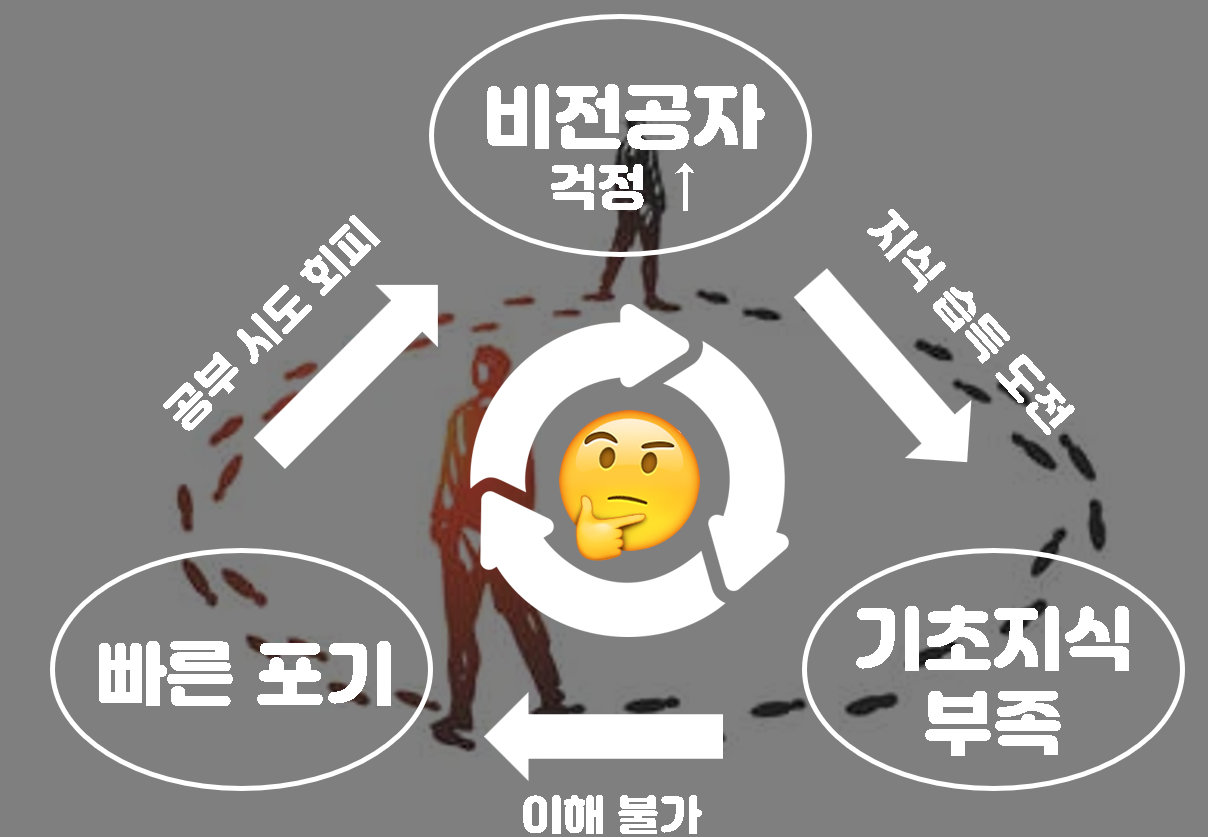 비전공자
걱정 ↑
공부 시도 회피
지식 습득 도전
빠른 포기
기초지식
부족
이해 불가